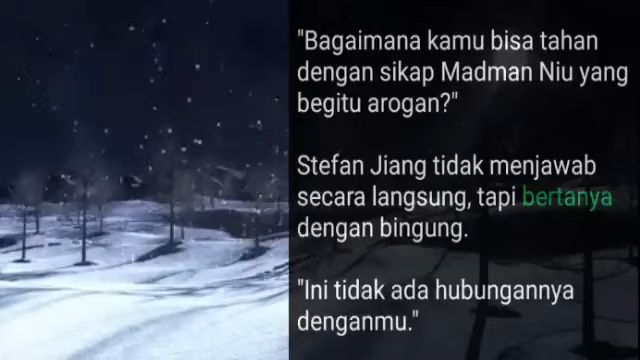 "Bagaimana kamu bisa tahan
dengan sikap Madman Niu yang
begitu arogan?"
Stefan Jiang tidak menjawab
secara langsung, tapi bertanya
dengan bingung.
"Ini tidak ada hubungannya
denganmu."